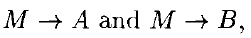 M → A and M → B,